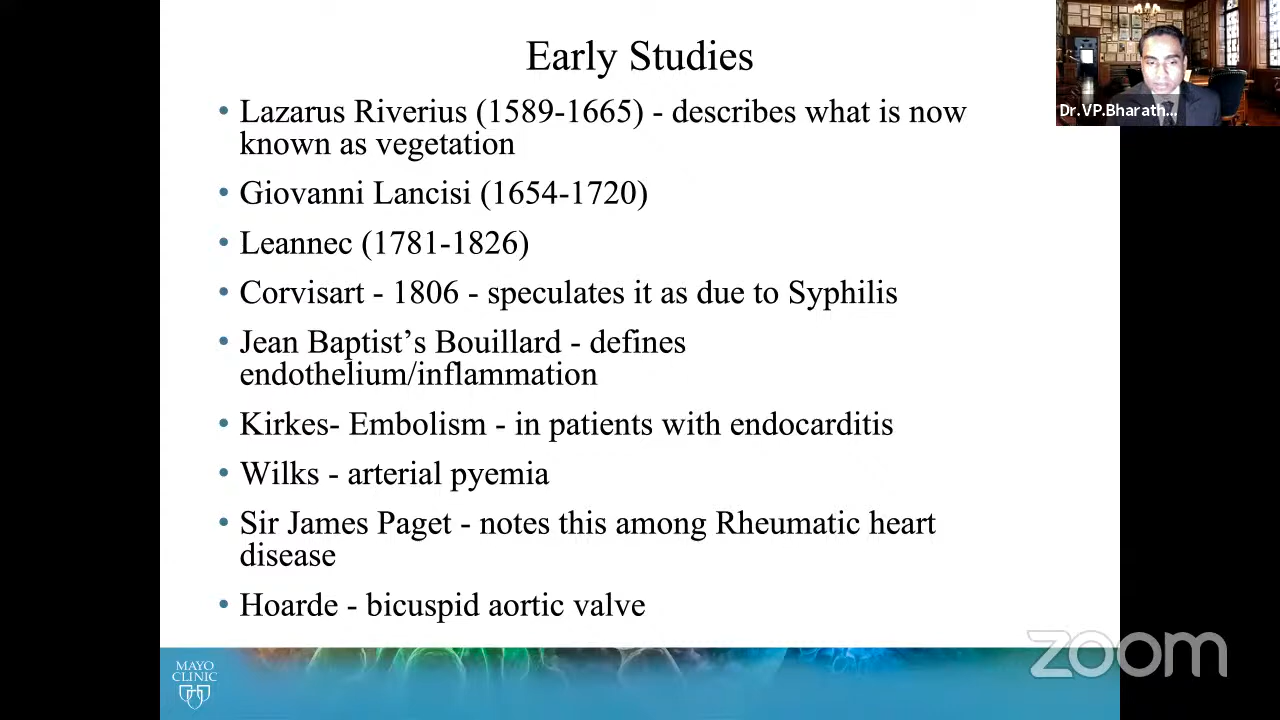 Early Studies
Dr.VP.Bharath...
• Lazarus Riverius (1589-1665) - describes what is now
known as vegetation
• Giovanni Lancisi (1654-1720)
• Leannec (1781-1826)
• Corvisart - 1806 - speculates it as due to Syphilis
• Jean Baptist’s Bouillard - defines
endothelium/inflammation
• Kirkes- Embolism - in patients with endocarditis
• Wilks - arterial pyemia
• Sir James Paget - notes this among Rheumatic heart
disease
• Hoarde - bicuspid aortic valve
MAYO
CLINIC
zoom